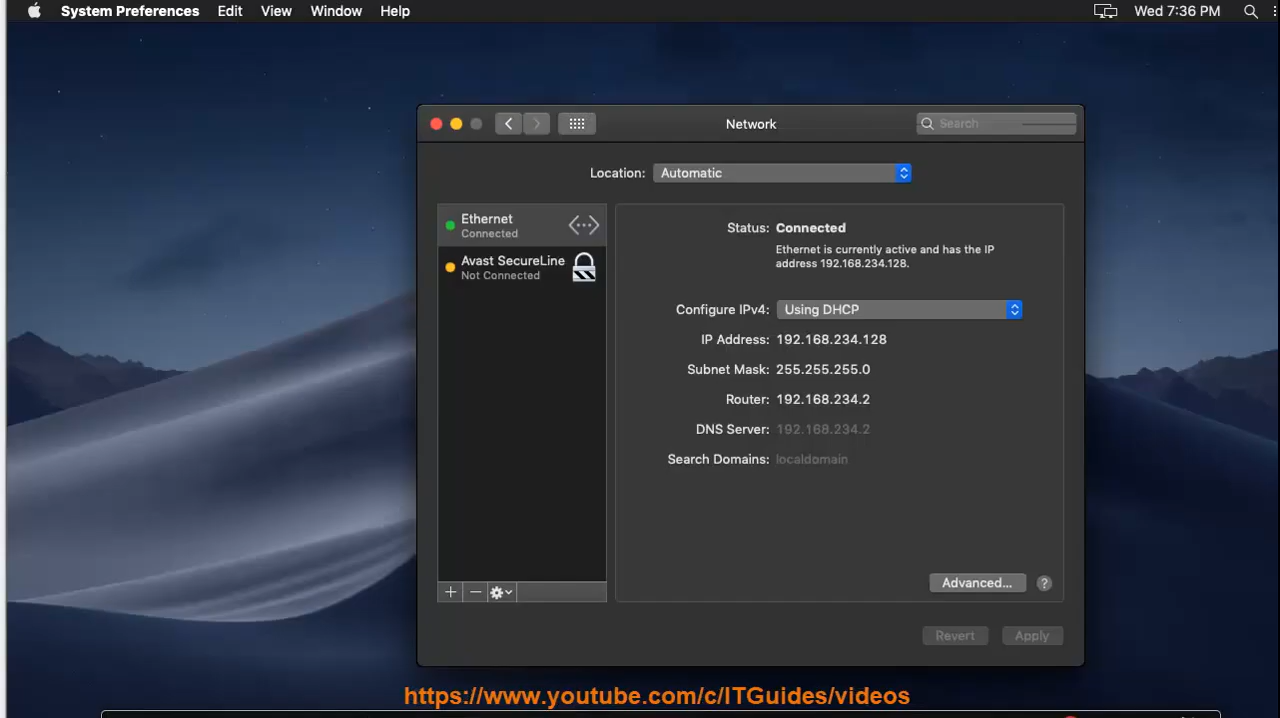 System Preferences Edit View Window Help Wed 7:36 PM
Network Search
Location: Automatic
Ethernet
Connected
Avast SecureLine
Not Connected
Status: Connected
Ethernet is currently active and has the IP
address 192.168.234.128.
Configure IPv4: Using DHCP
IP Address: 192.168.234.128
Subnet Mask: 255.255.255.0
Router: 192.168.234.2
DNS Server: 192.168.234.2
Search Domains: localdomain
Advanced... ?
Revert Apply
https://www.youtube.com/c/ITGuides/videos